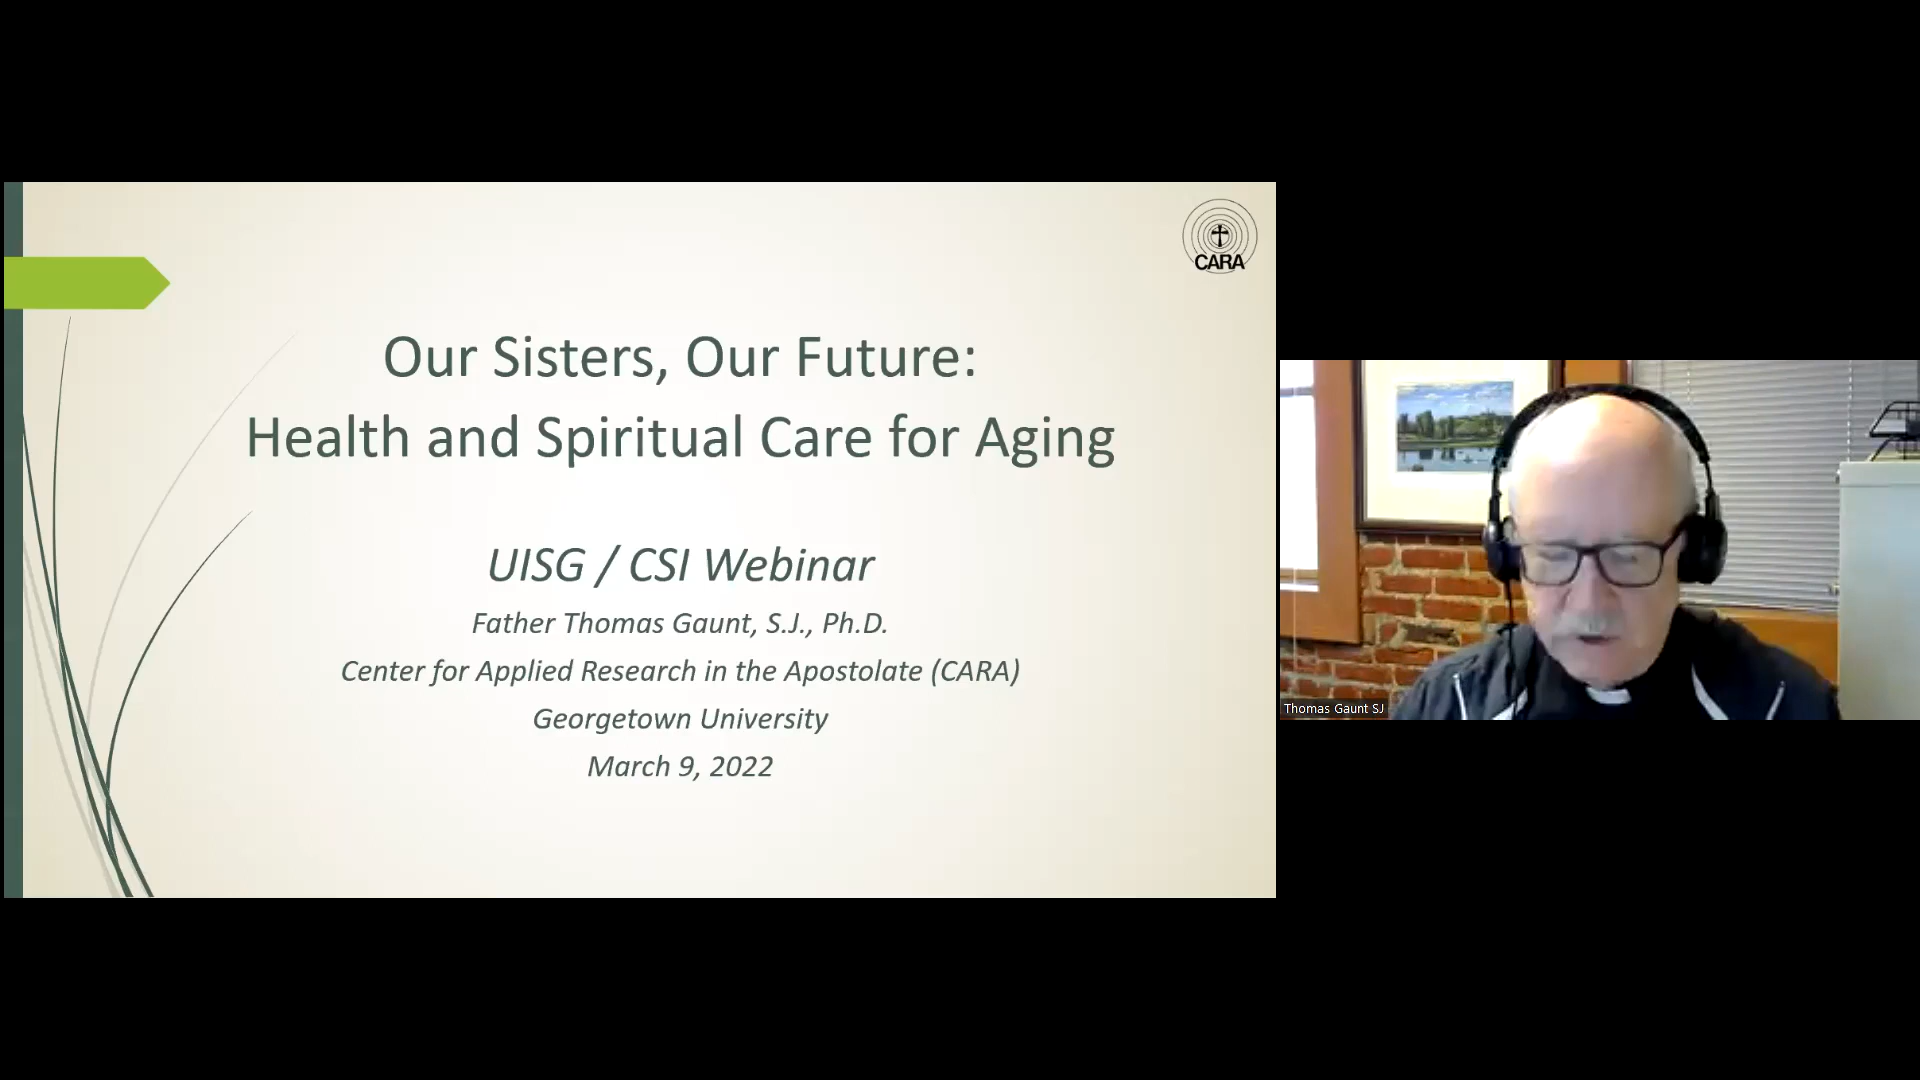 CARA
Our Sisters, Our Future:
Health and Spiritual Care for Aging
UISG / CSI Webinar
Father Thomas Gaunt, S.J., Ph.D.
Center for Applied Research in the Apostolate (CARA)
Georgetown University
March 9, 2022
Thomas Gaunt SJ